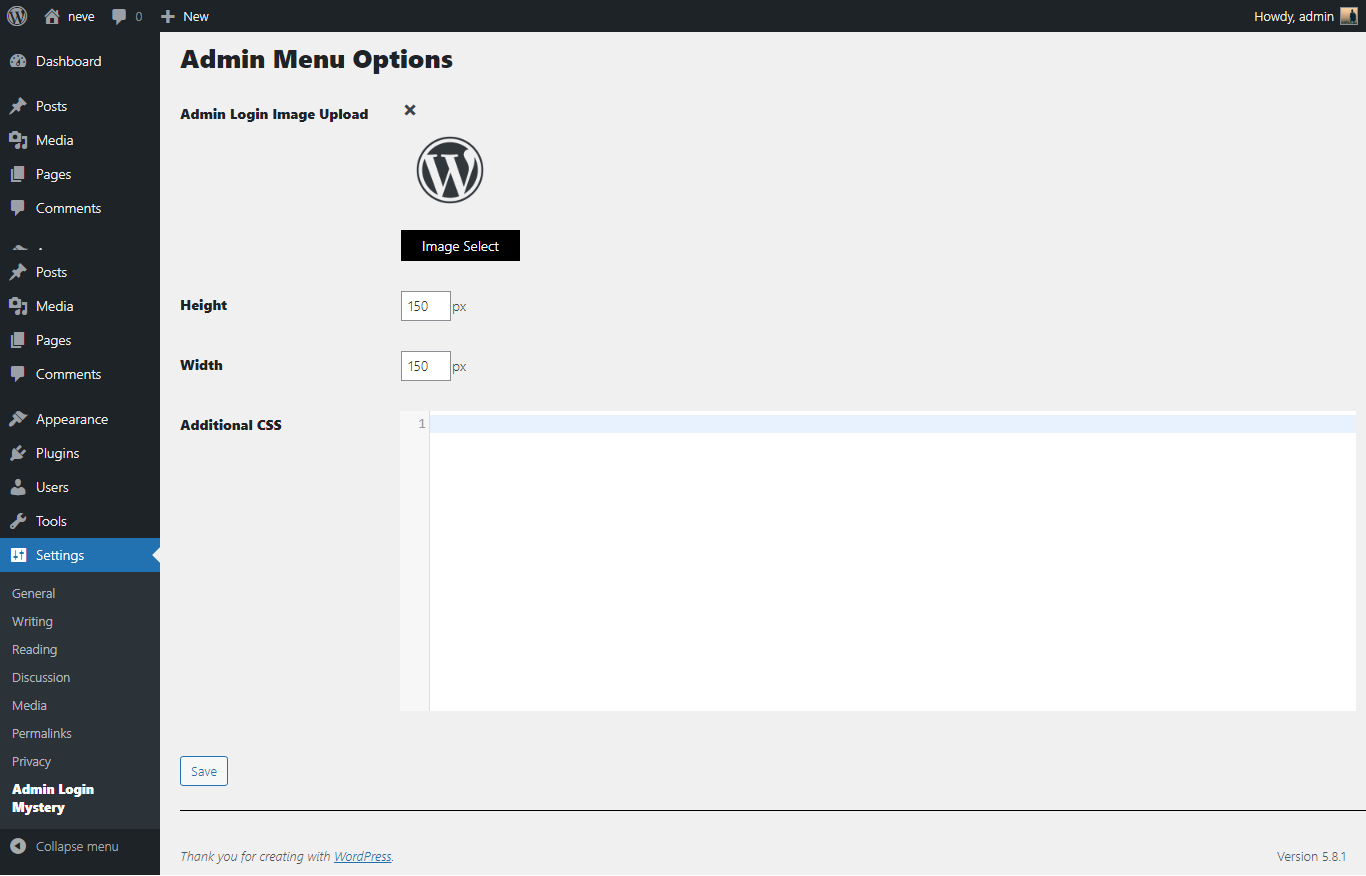 neve 0 New Howdy, admin
Dashboard
Posts
Media
Pages
Comments
Posts
Media
Pages
Comments
Appearance
Plugins
Users
Tools
Settings
General
Writing
Reading
Discussion
Media
Permalinks
Privacy
Admin Login
Mystery
Collapse menu
Admin Menu Options
Admin Login Image Upload
Image Select
Height 150 px
Width 150 px
Additional CSS 1
Save
Thank you for creating with WordPress. Version 5.8.1